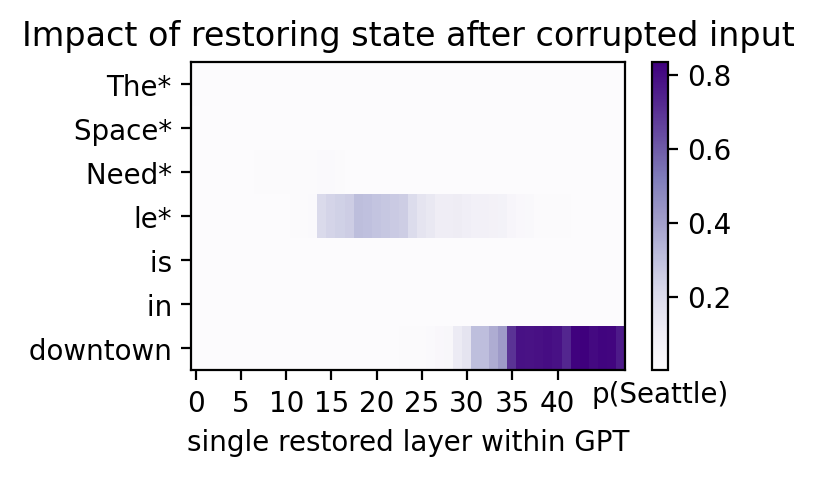 Impact of restoring state after corrupted input
The*
Space*
Need*
le*
is
in
downtown
0 5 10 15 20 25 30 35 40
single restored layer within GPT
0.8
0.6
0.4
0.2
p(Seattle)